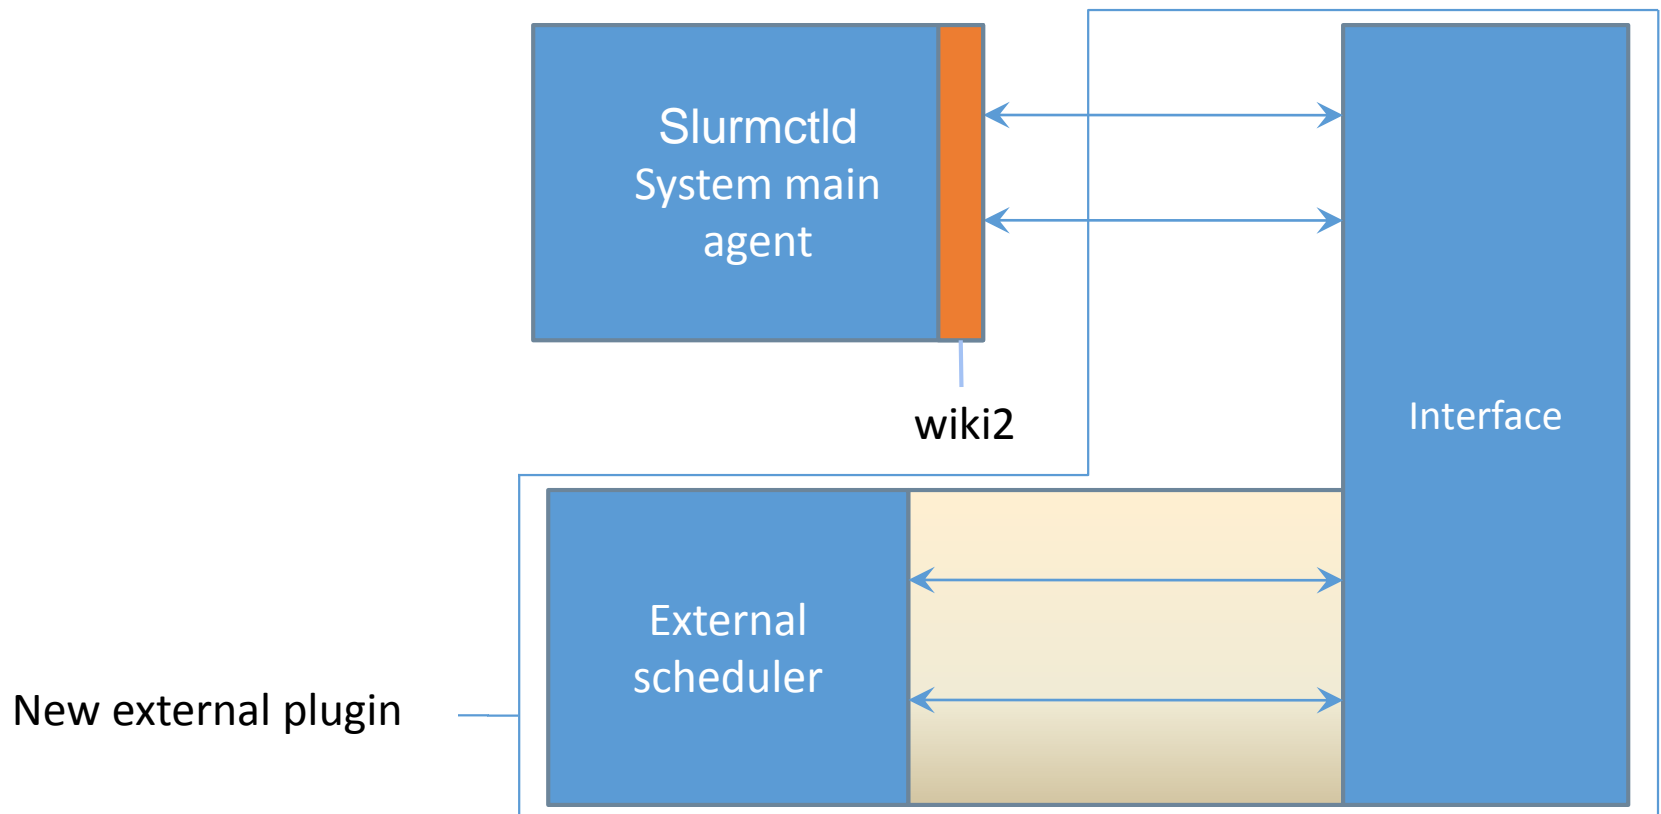 Slurmctld
System main
agent
wiki2
Interface
External
scheduler
New external plugin